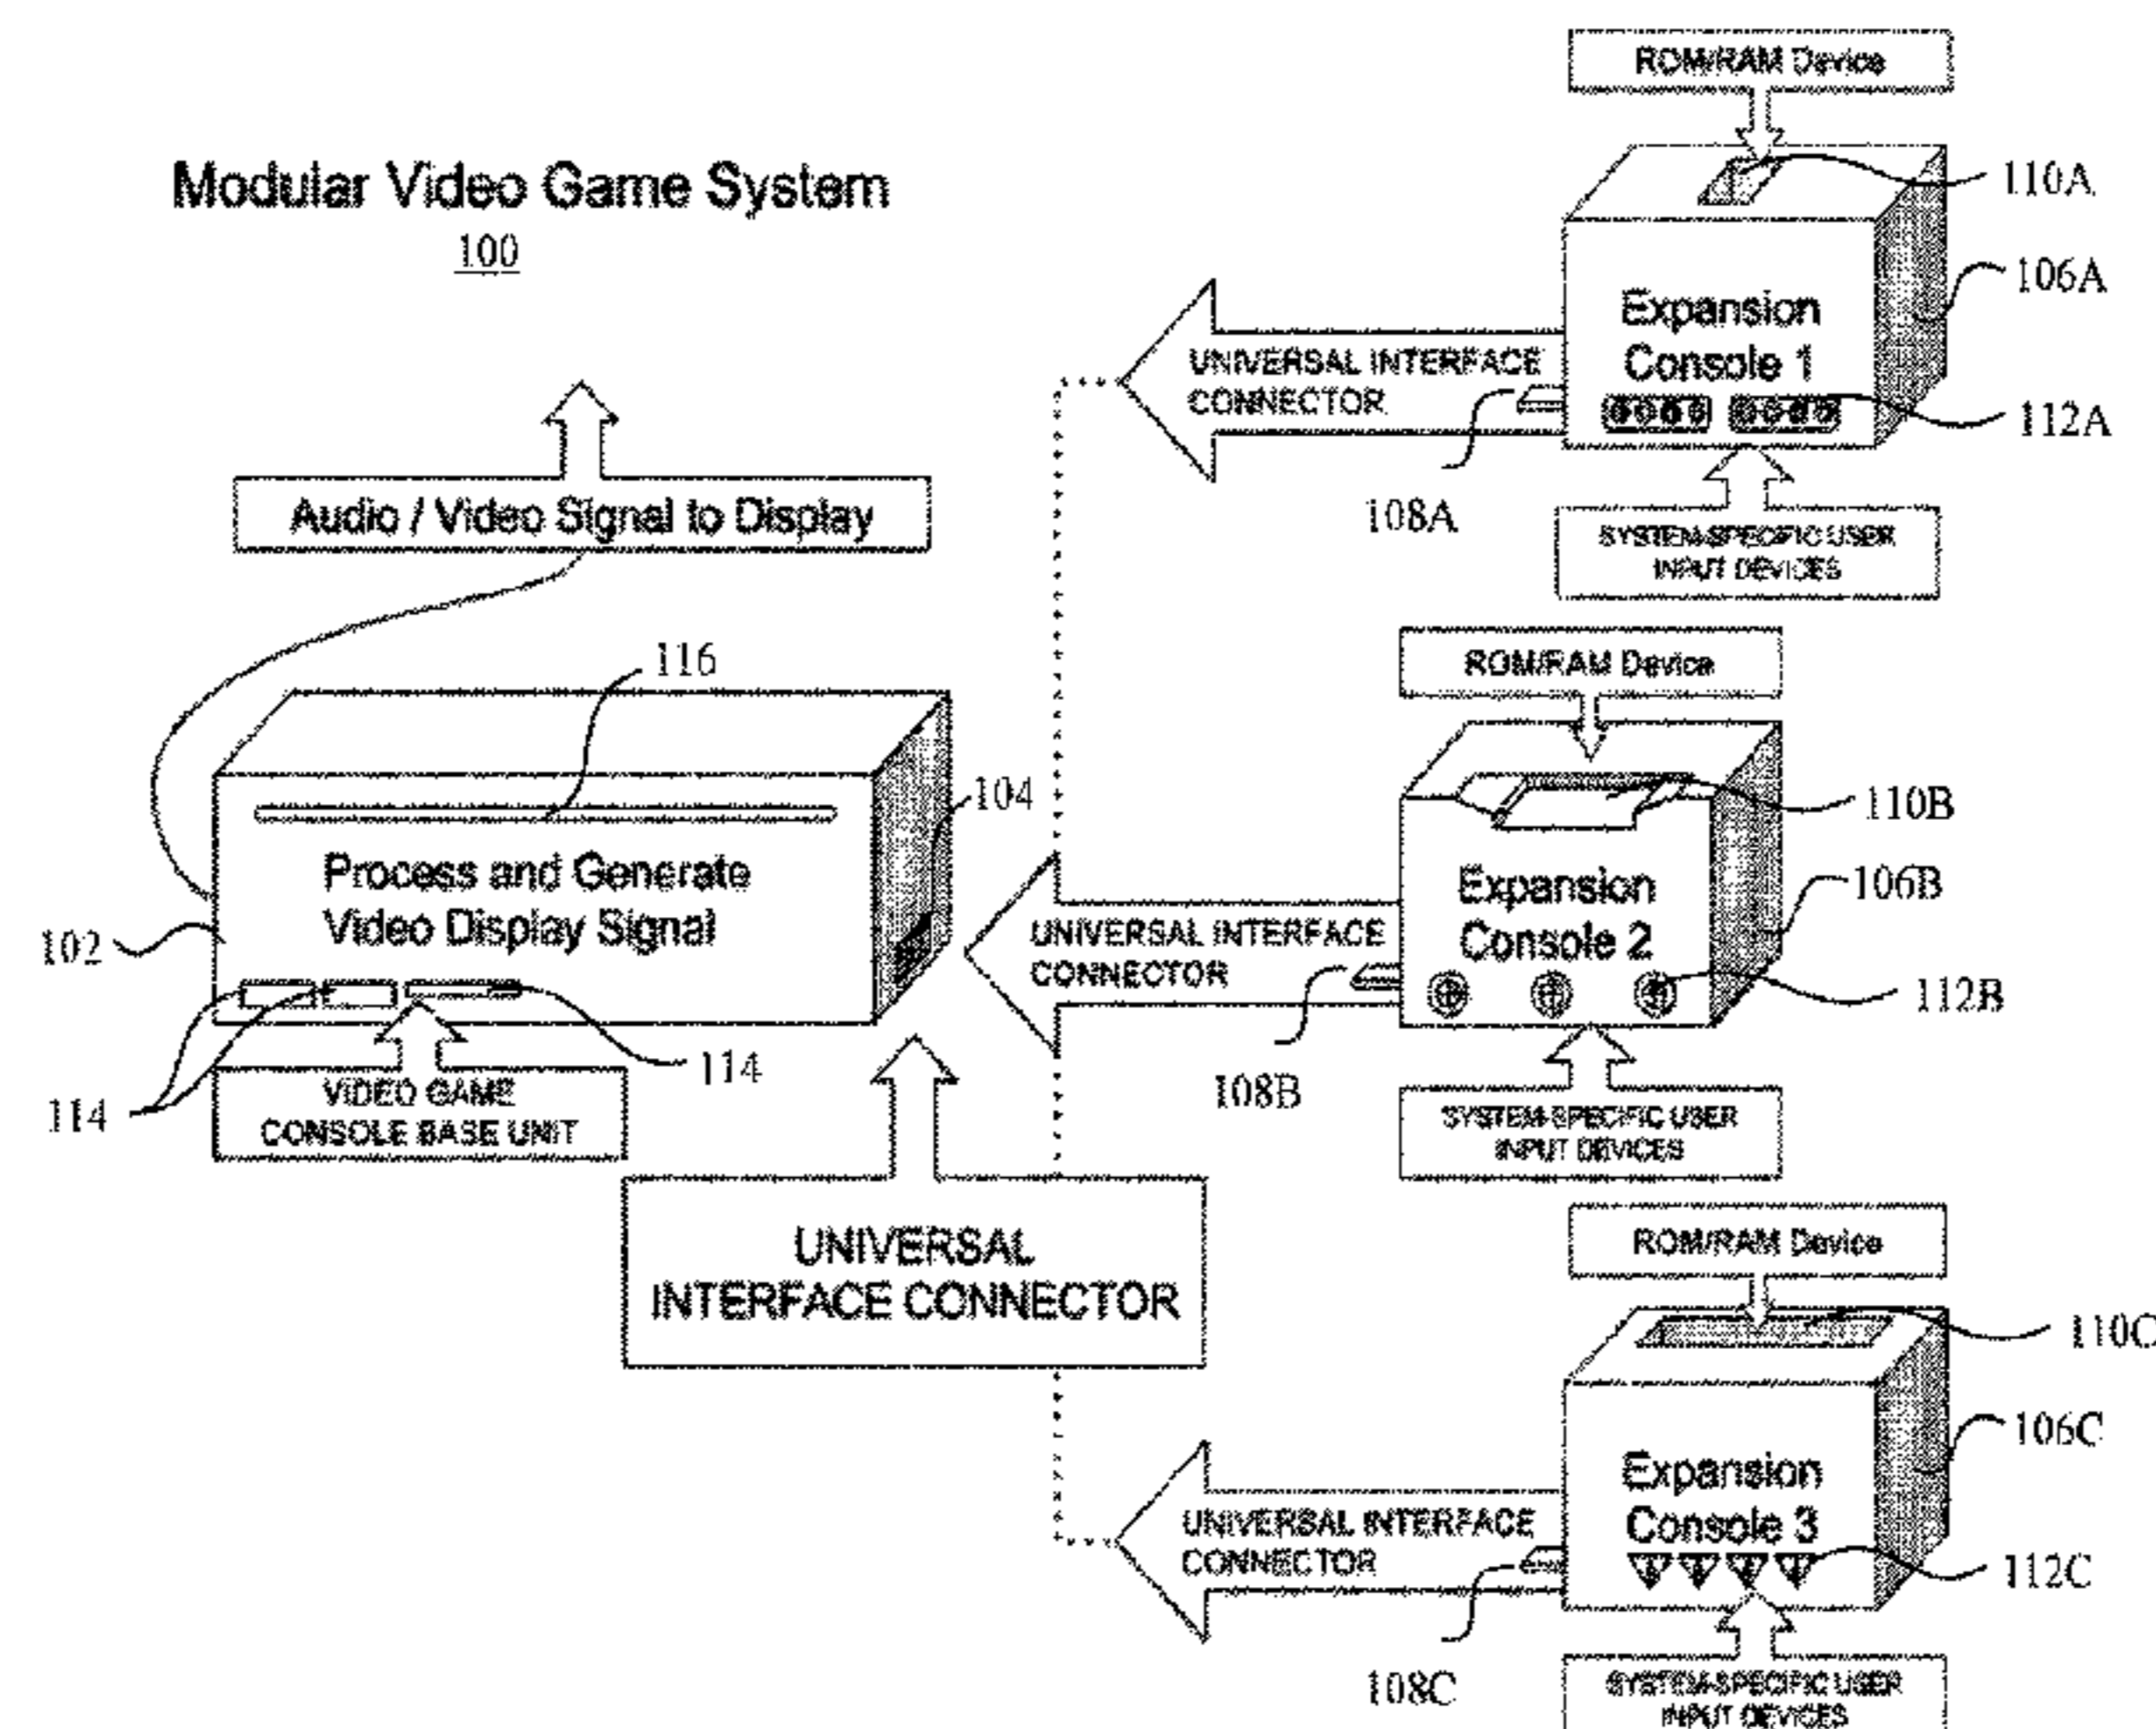 Modular Video Game System
100
Audio / Video Signal to Display
116
104
Process and Generate
Video Display Signal
102
114
114
VIDEO GAME
CONSOLE BASE UNIT
UNIVERSAL
INTERFACE CONNECTOR
ROM/RAM Device
110A
106A
Expansion
Console 1
112A
UNIVERSAL INTERFACE
CONNECTOR
108A
SYSTEM-SPECIFIC USER
INPUT DEVICES
ROM/RAM Device
110B
106B
Expansion
Console 2
112B
UNIVERSAL INTERFACE
CONNECTOR
108B
SYSTEM-SPECIFIC USER
INPUT DEVICES
ROM/RAM Device
110C
106C
Expansion
Console 3
112C
UNIVERSAL INTERFACE
CONNECTOR
108C
SYSTEM-SPECIFIC USER
INPUT DEVICES